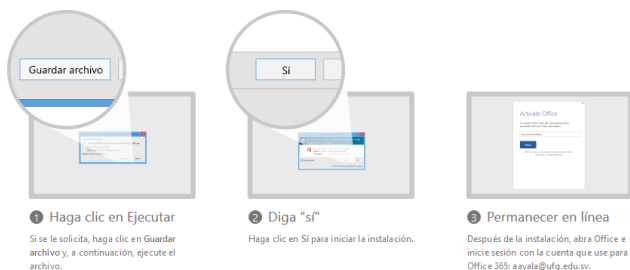 Guardar archivo
Sí
Activate Office
1 Haga clic en Ejecutar
Si se le solicita, haga clic en Guardar
archivo y, a continuación, ejecute el
archivo.
2 Diga "sí"
Haga clic en Sí para iniciar la instalación.
3 Permanecer en línea
Después de la instalación, abra Office e
inicie sesión con la cuenta que use para
Office 365: aayala@ufg.edu.sv.